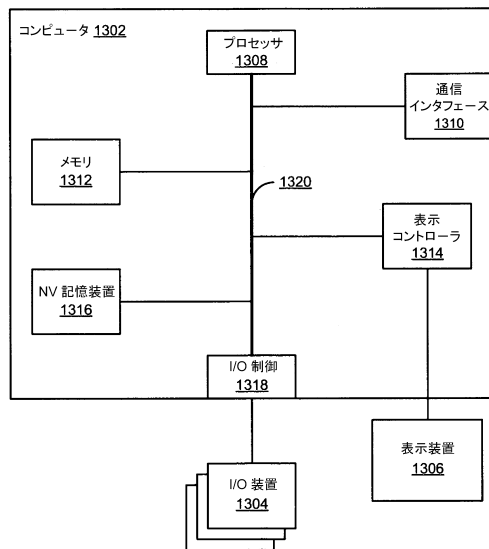 コンピュータ 1302
プロセッサ
1308
通信
インタフェース
1310
メモリ
1312
1320
表示
コントローラ
1314
NV 記憶装置
1316
I/O 制御
1318
表示装置
1306
I/O 装置
1304